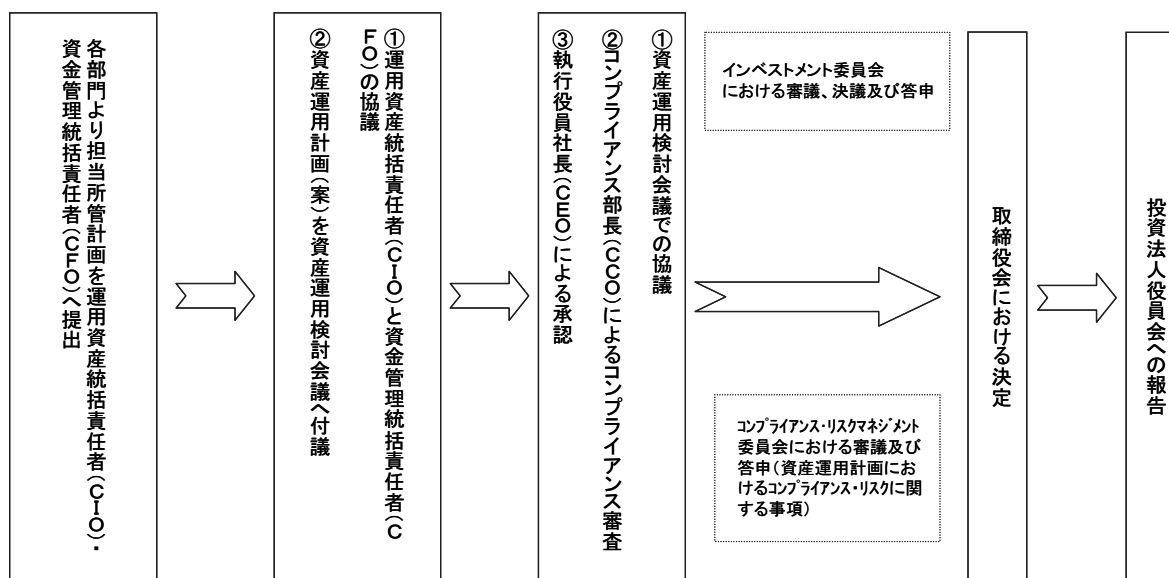 各部門より担当所管計画を運用資産統括責任者(CIO)・
資金管理統括責任者(CFO)へ提出
①運用資産統括責任者(CIO)と資金管理統括責任者(C
FO)の協議
②資産運用計画(案)を資産運用検討会議へ付議
①資産運用検討会議での協議
②コンプライアンス部長(CCO)によるコンプライアンス審査
③執行役員社長(CEO)による承認
インベストメント委員会
における審議、決議及び答申
コンプライアンス・リスクマネジメント
委員会における審議及び
答申(資産運用計画にお
けるコンプライアンス・リスクに関
する事項)
取締役会における決定
投資法人役員会への報告